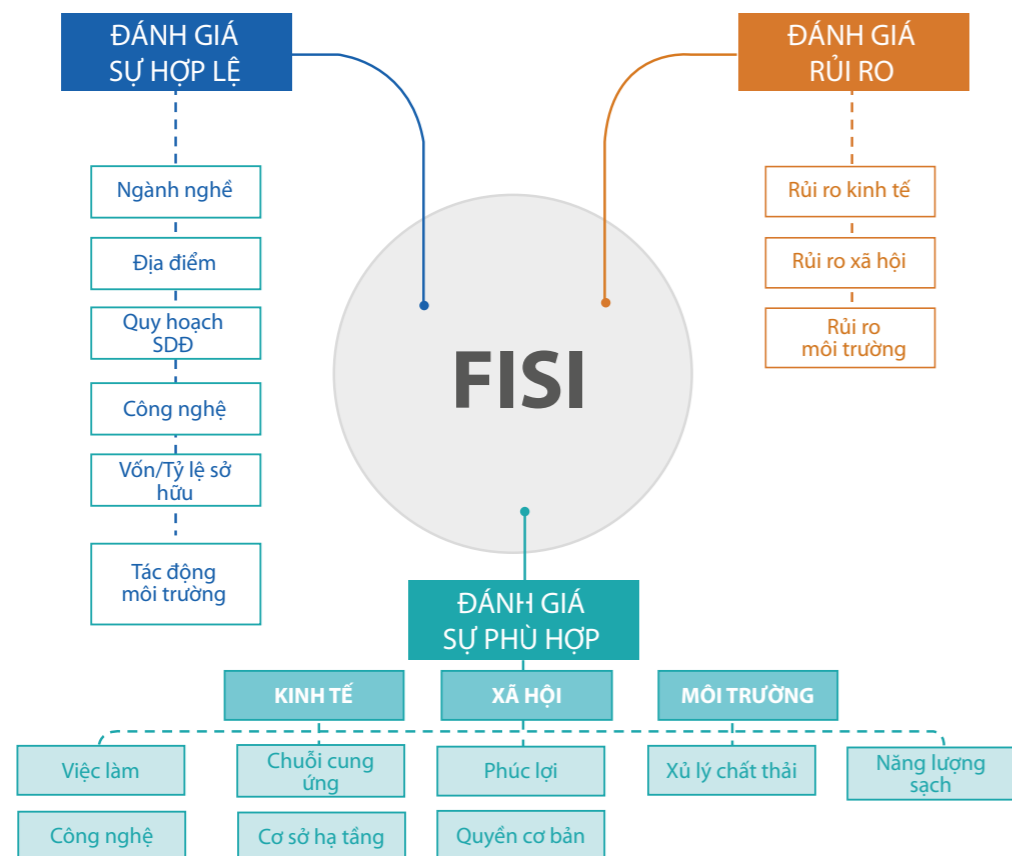 ĐÁNH GIÁ
SỰ HỢP LỆ
Ngành nghề
Địa điểm
Quy hoạch
SDĐ
Công nghệ
Vốn/Tỷ lệ sở
hữu
Tác động
môi trường
ĐÁNH GIÁ
RỦI RO
Rủi ro kinh tế
Rủi ro xã hội
Rủi ro
môi trường
FISI
ĐÁNH GIÁ
SỰ PHÙ HỢP
KINH TẾ
XÃ HỘI
MÔI TRƯỜNG
Việc làm
Chuỗi cung
ứng
Phúc lợi
Xủ lý chất thải
Năng lượng
sạch
Công nghệ
Cơ sở hạ tầng
Quyền cơ bản